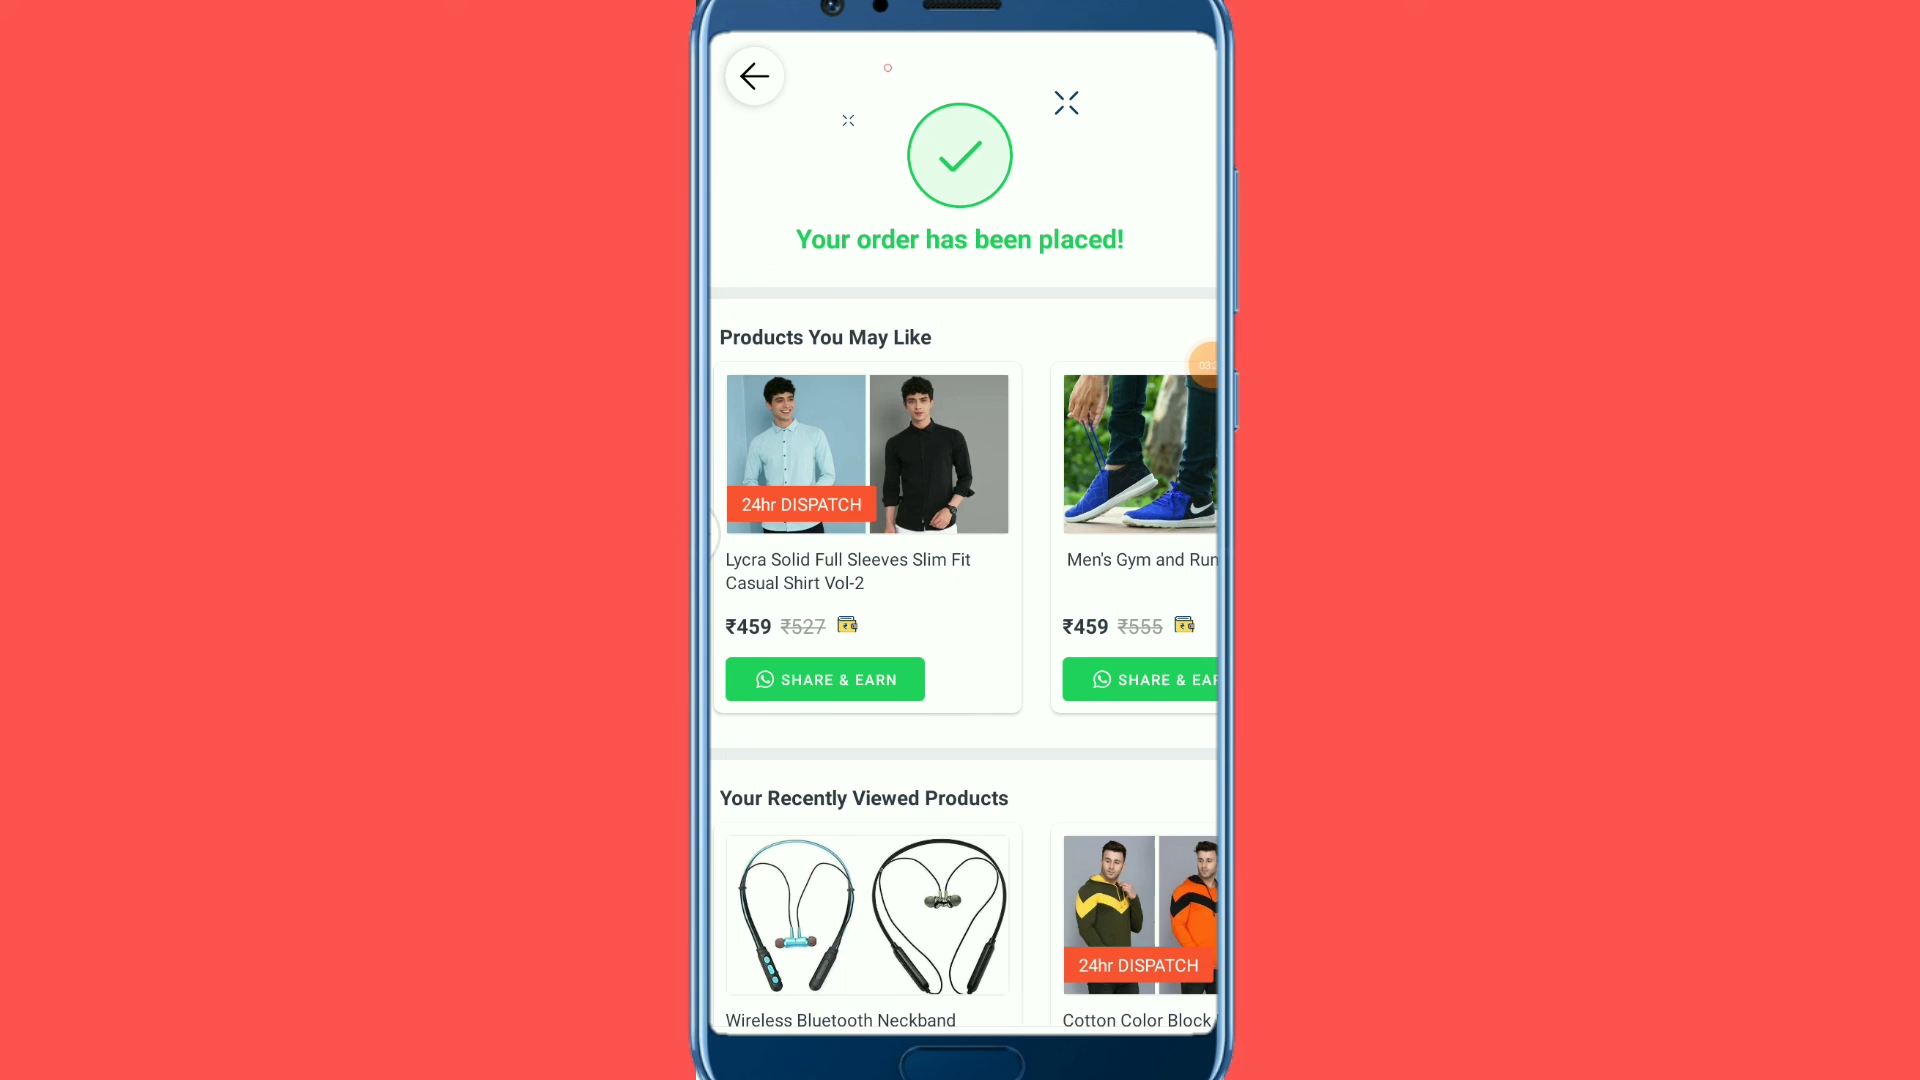 Your order has been placed!
Products You May Like
24hr DISPATCH
Lycra Solid Full Sleeves Slim Fit
Casual Shirt Vol-2
₹459 ₹527
SHARE & EARN
Men's Gym and Run
₹459 ₹555
SHARE & EAR
Your Recently Viewed Products
Wireless Bluetooth Neckband
24hr DISPATCH
Cotton Color Block